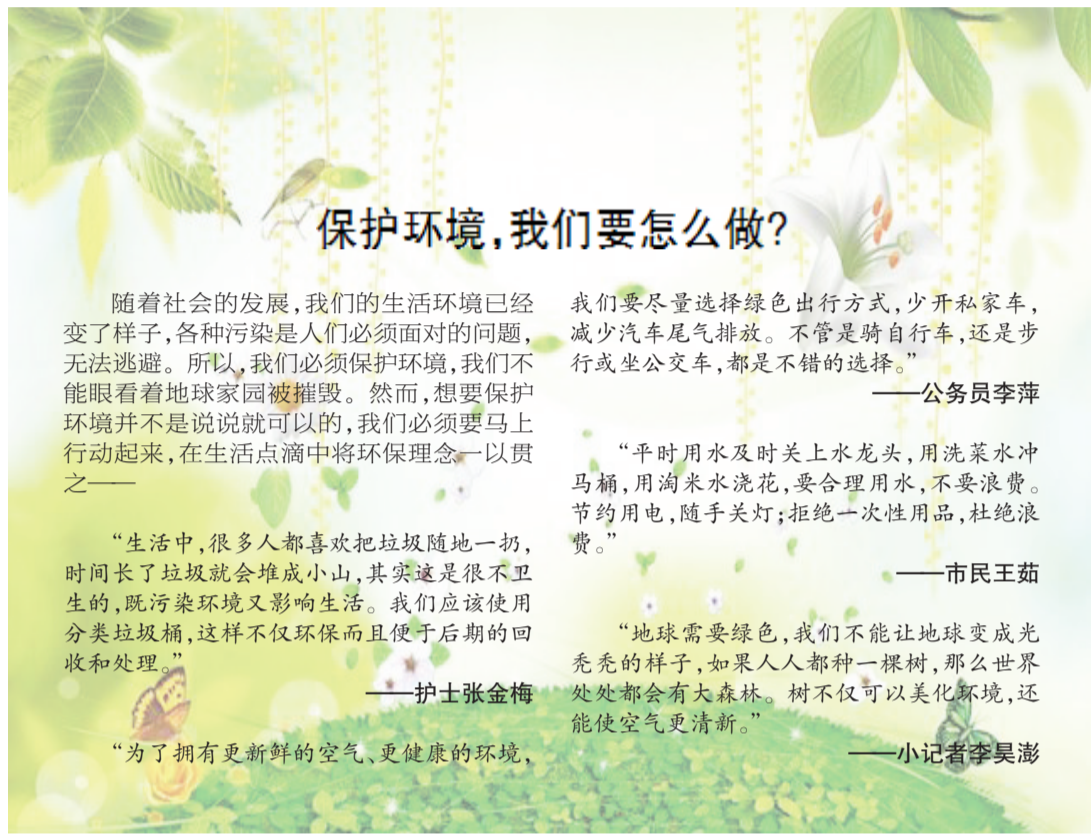 保护环境,我们要怎么做?
随着社会的发展,我们的生活环境已经
变了样子,各种污染是人们必须面对的问题,
无法逃避。所以,我们必须保护环境,我们不
能眼看着地球家园被摧毁。然而,想要保护
环境并不是说说就可以的,我们必须要马上
行动起来,在生活点滴中将环保理念一以贯
之——
“生活中,很多人都喜欢把垃圾随地一扔,
时间长了垃圾就会堆成小山,其实这是很不卫
生的,既污染环境又影响生活。我们应该使用
分类垃圾桶,这样不仅环保而且便于后期的回
收和处理。”
——护士张金梅
“为了拥有更新鲜的空气、更健康的环境,
我们要尽量选择绿色出行方式,少开私家车,
减少汽车尾气排放。不管是骑自行车,还是步
行或坐公交车,都是不错的选择。”
——公务员李萍
“平时用水及时关上水龙头,用洗菜水冲
马桶,用淘米水浇花,要合理用水,不要浪费。
节约用电,随手关灯;拒绝一次性用品,杜绝浪
费。”
——市民王茹
“地球需要绿色,我们不能让地球变成光
秃秃的样子,如果人人都种一棵树,那么世界
处处都会有大森林。树不仅可以美化环境,还
能使空气更清新。”
——小记者李昊澎